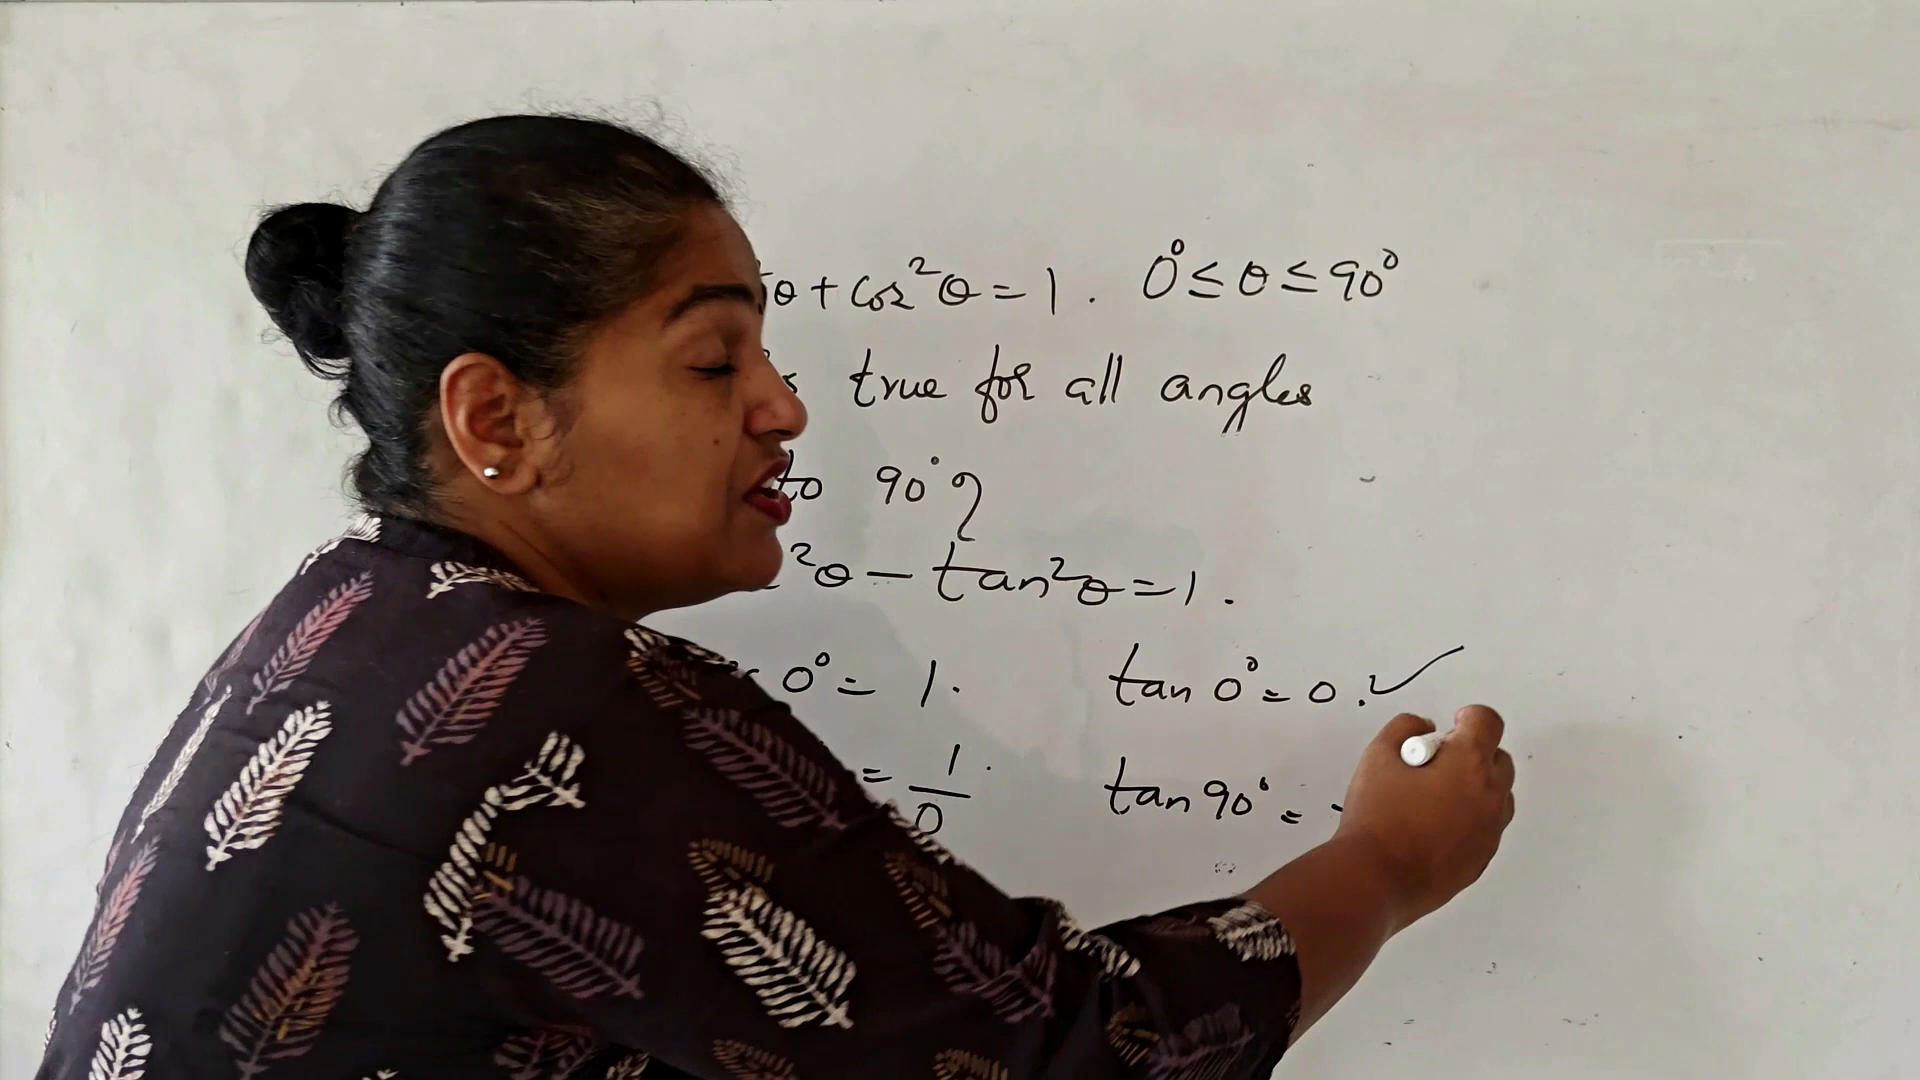 θ + cos²θ = 1. 0° ≤ θ ≤ 90°
true for all angles
to 90°?
²θ – tan²θ = 1.
0° = 1. tan 0° = 0. ✓
= 1/0 . tan 90° =